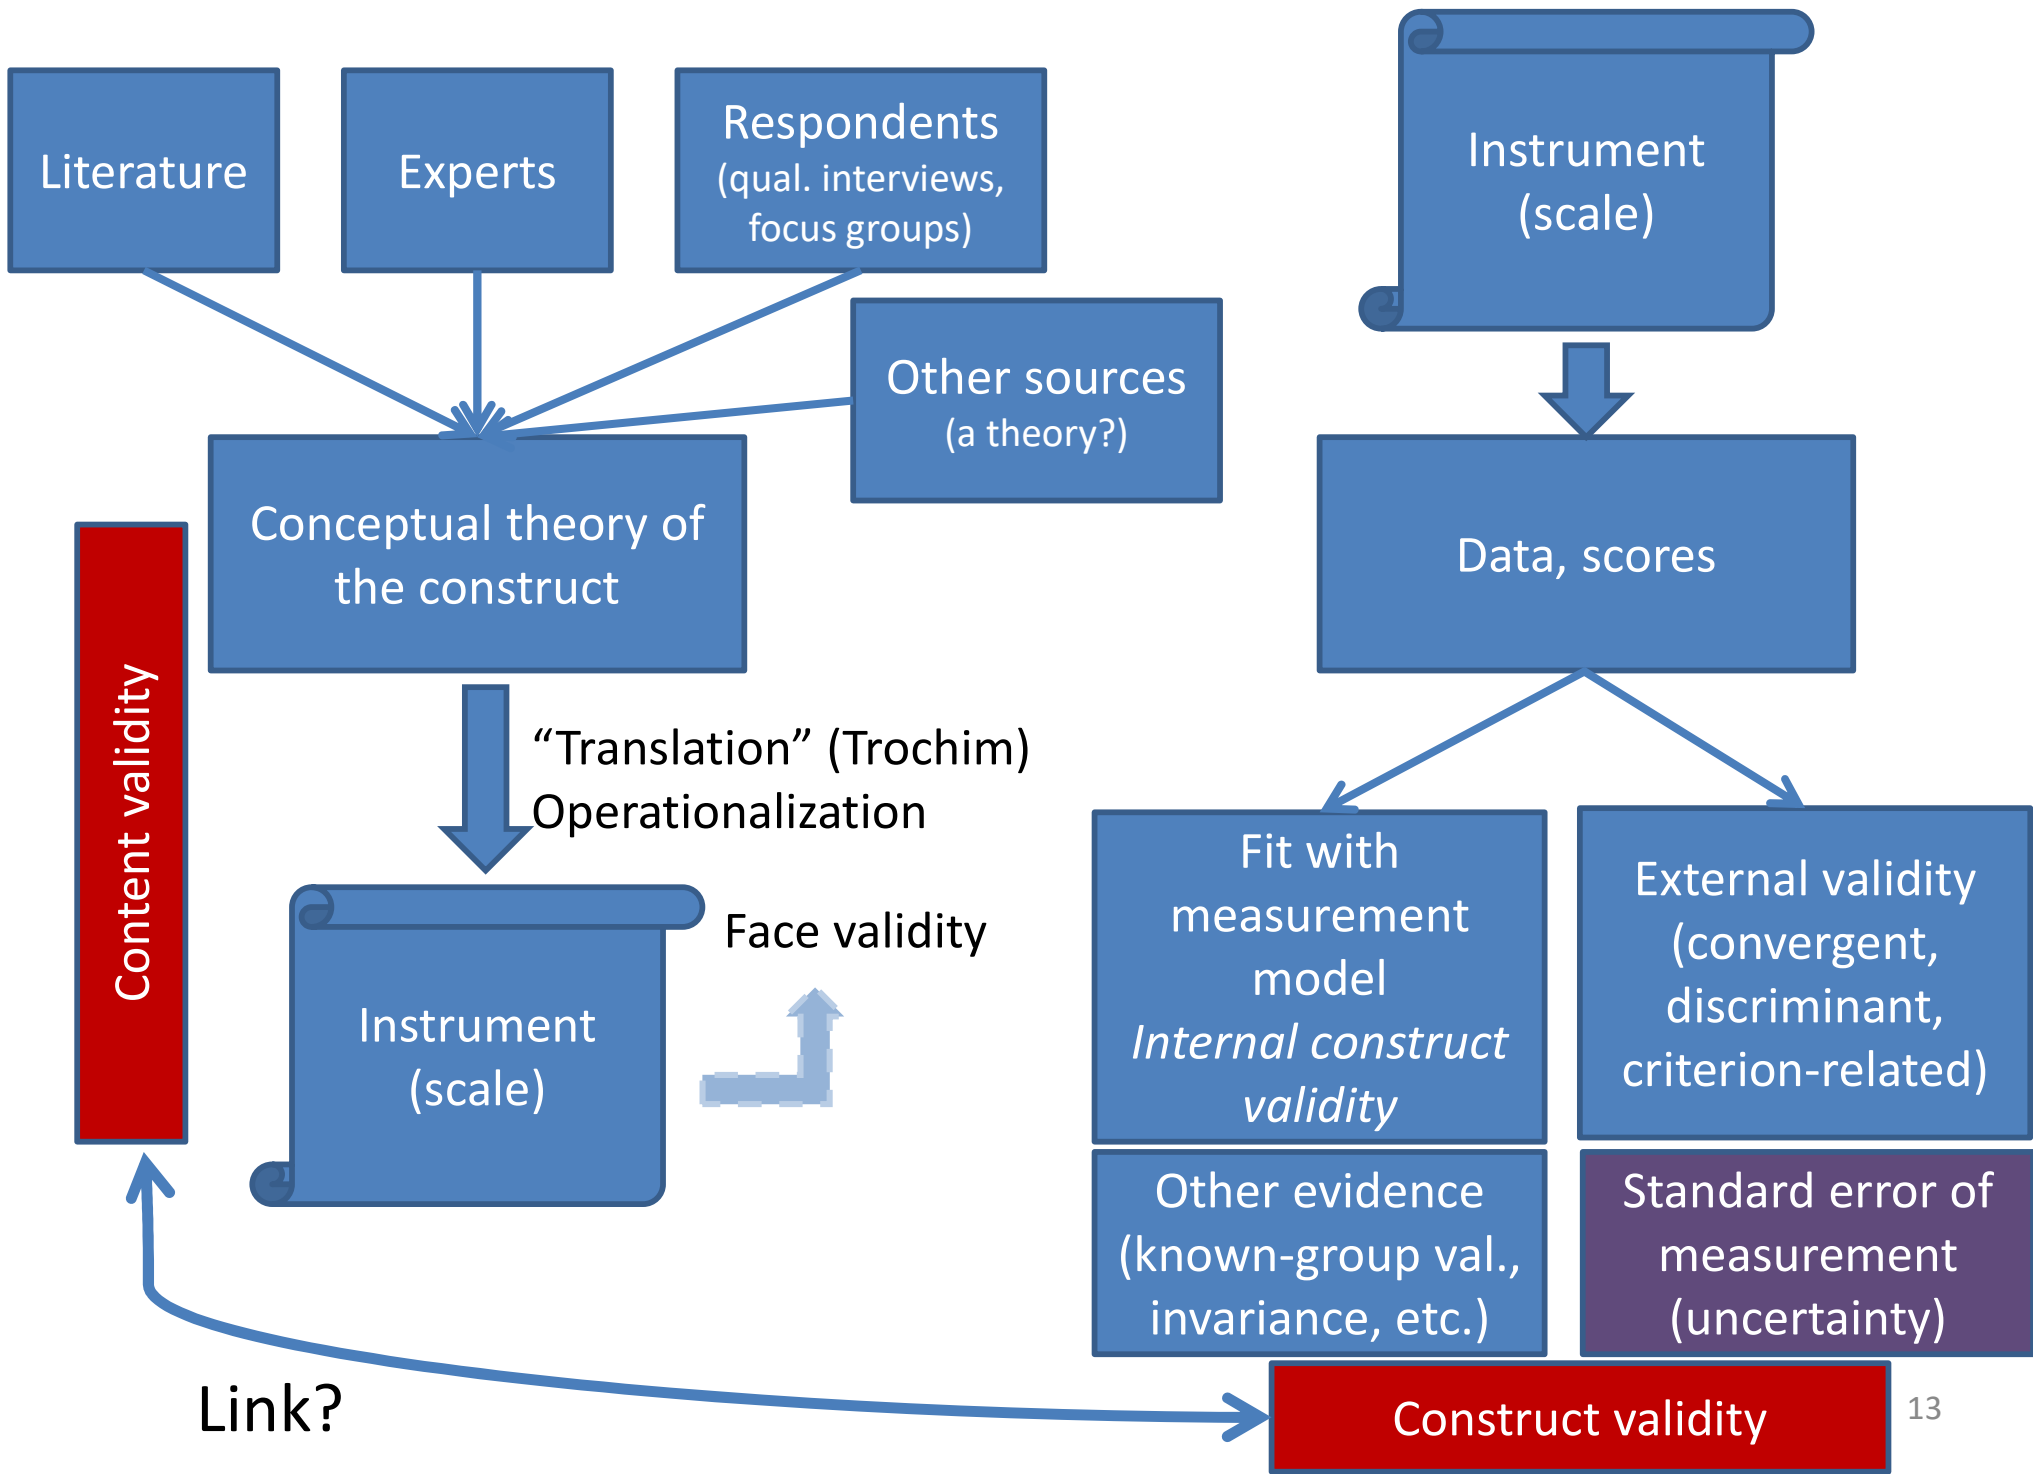 Literature
Experts
Respondents
(qual. interviews,
focus groups)
Other sources
(a theory?)
Conceptual theory of
the construct
Content validity
“Translation” (Trochim)
Operationalization
Face validity
Instrument
(scale)
Link?
Instrument
(scale)
Data, scores
Fit with
measurement
model
Internal construct
validity
External validity
(convergent,
discriminant,
criterion-related)
Other evidence
(known-group val.,
invariance, etc.)
Standard error of
measurement
(uncertainty)
Construct validity
13